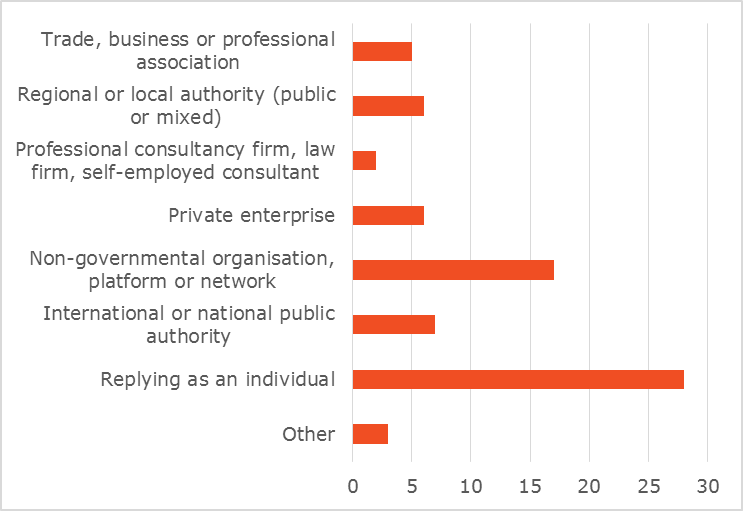 Trade, business or professional
association
Regional or local authority (public
or mixed)
Professional consultancy firm, law
firm, self-employed consultant
Private enterprise
Non-governmental organisation,
platform or network
International or national public
authority
Replying as an individual
Other
0 5 10 15 20 25 30